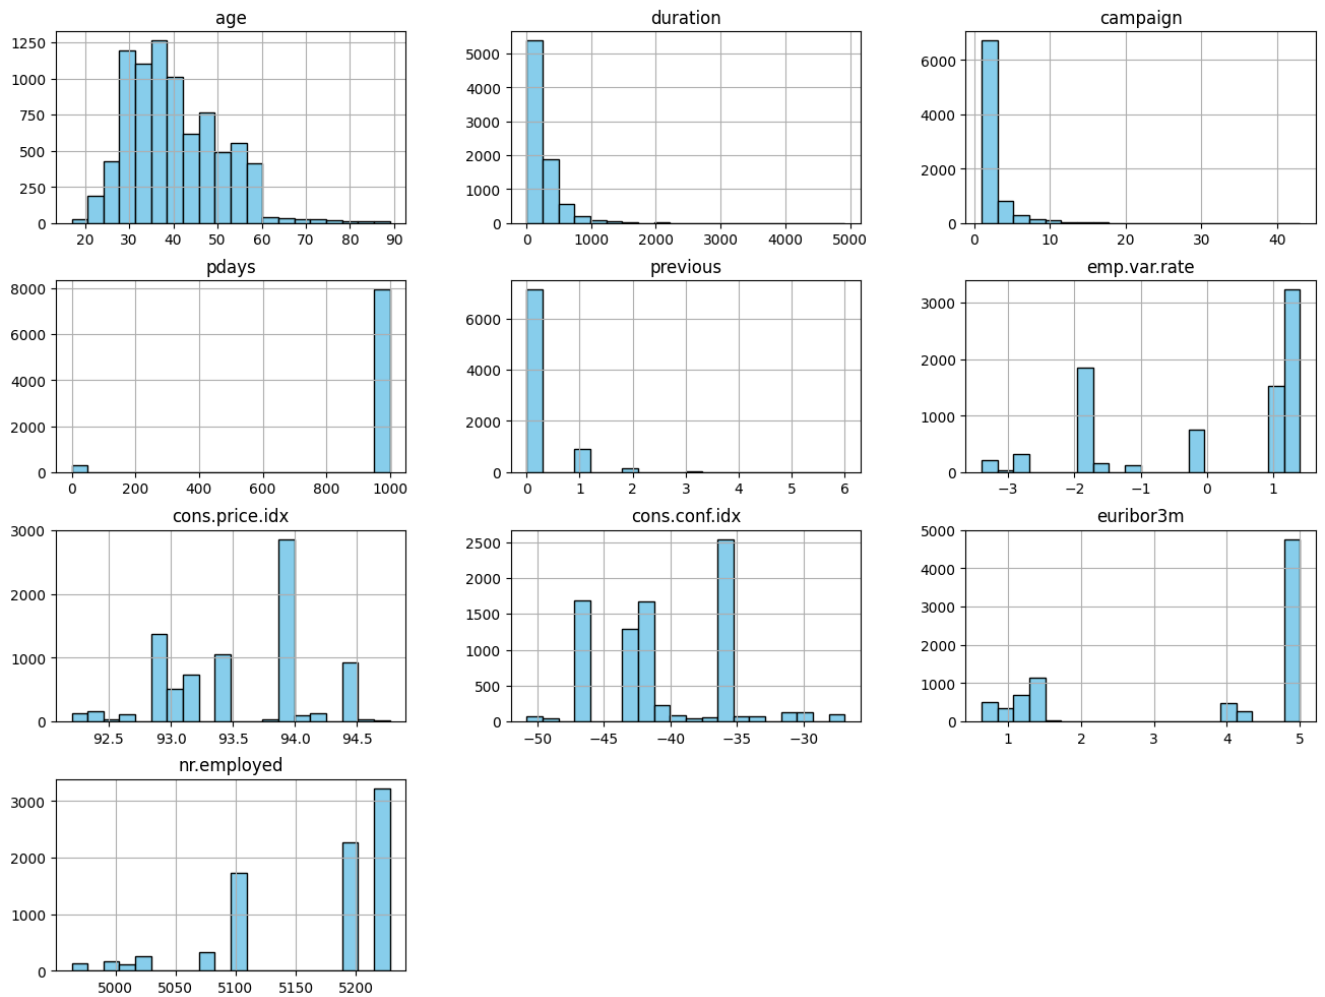 age
1250
1000
750
500
250
0
20 30 40 50 60 70 80 90
duration
5000
4000
3000
2000
1000
0
0 1000 2000 3000 4000 5000
campaign
6000
4000
2000
0
0 10 20 30 40
pdays
8000
6000
4000
2000
0
0 200 400 600 800 1000
previous
6000
4000
2000
0
0 1 2 3 4 5 6
emp.var.rate
3000
2000
1000
0
−3 −2 −1 0 1
cons.price.idx
3000
2000
1000
0
92.5 93.0 93.5 94.0 94.5
cons.conf.idx
2500
2000
1500
1000
500
0
−50 −45 −40 −35 −30
euribor3m
5000
4000
3000
2000
1000
0
1 2 3 4 5
nr.employed
3000
2000
1000
0
5000 5050 5100 5150 5200